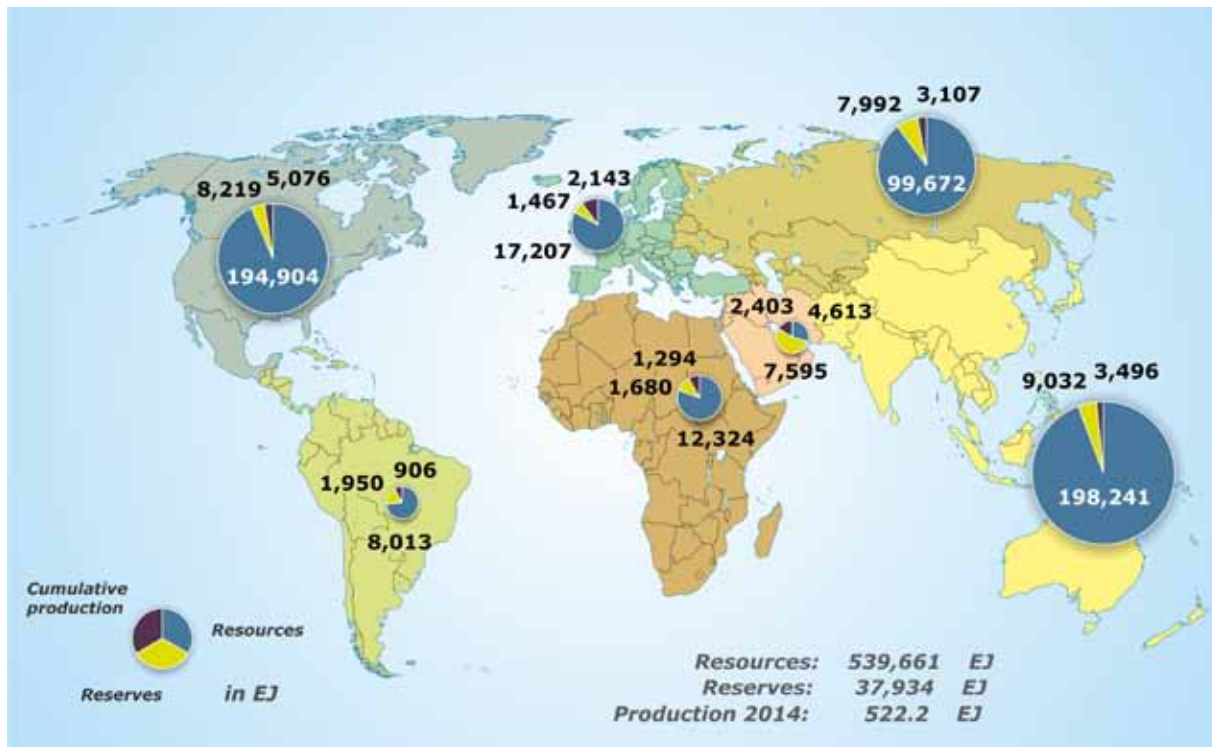 7,992 3,107
99,672
8,219 5,076
194,904
1,467 2,143
17,207
2,403 4,613
7,595
1,294
1,680
12,324
9,032 3,496
198,241
1,950 906
8,013
Cumulative
production
Resources
Reserves in EJ
Resources: 539,661 EJ
Reserves: 37,934 EJ
Production 2014: 522.2 EJ